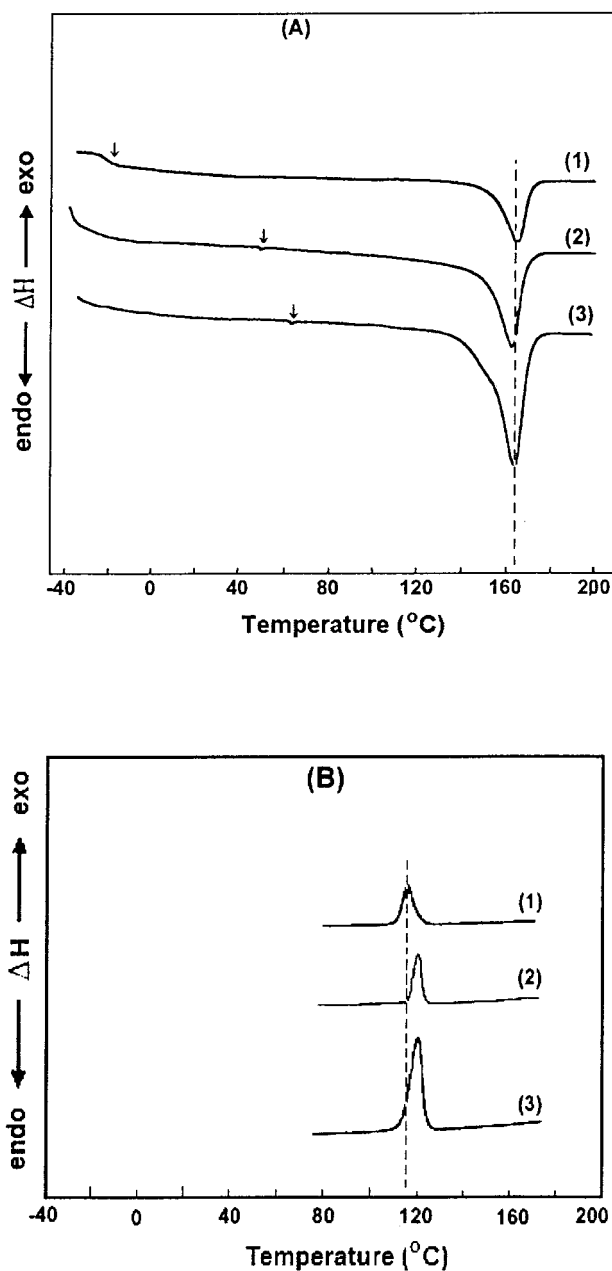 (A)
(1)
(2)
(3)
endo ΔH exo
-40 0 40 80 120 160 200
Temperature (°C)
(B)
(1)
(2)
(3)
endo ΔH exo
-40 0 40 80 120 160 200
Temperature (°C)